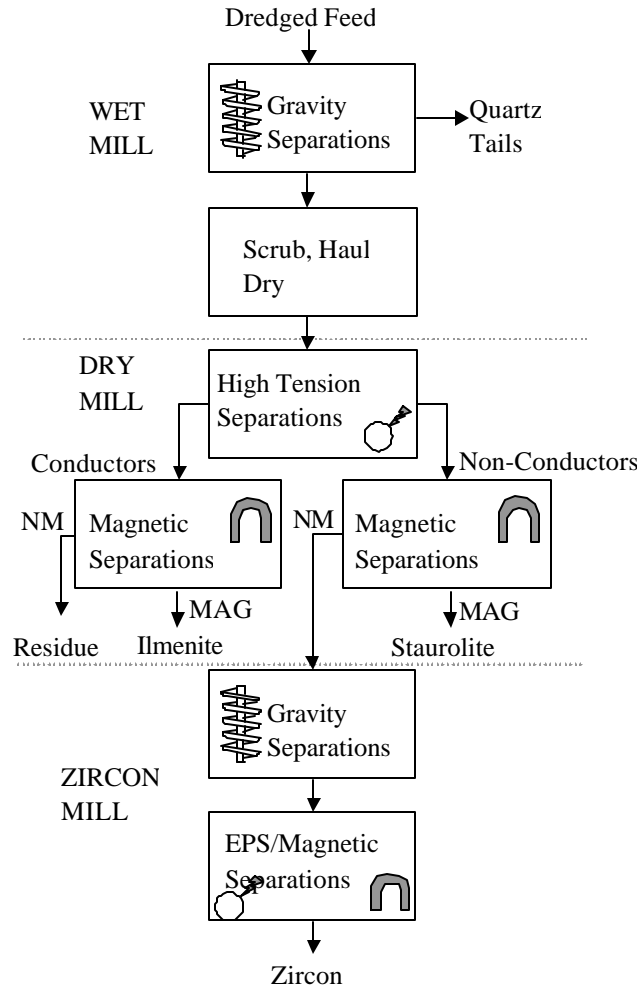 Dredged Feed
WET
MILL
Gravity
Separations
Quartz
Tails
Scrub, Haul
Dry
DRY
MILL
High Tension
Separations
Conductors
Non-Conductors
NM
Magnetic
Separations
NM
Magnetic
Separations
MAG
MAG
Residue
Ilmenite
Staurolite
Gravity
Separations
ZIRCON
MILL
EPS/Magnetic
Separations
Zircon